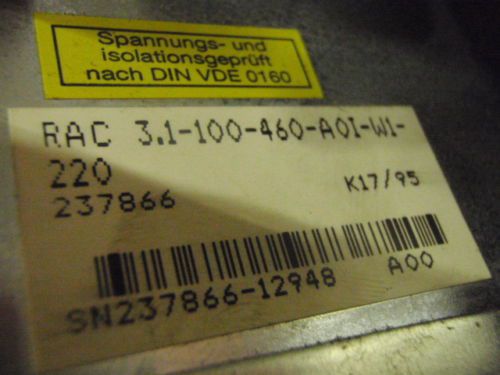 Spannungs- und
isolationsgeprüft
nach DIN VDE 0160
RAC 3.1-100-460-A0I-W1-
220
K17/95
237866
SN237866-12948
A00